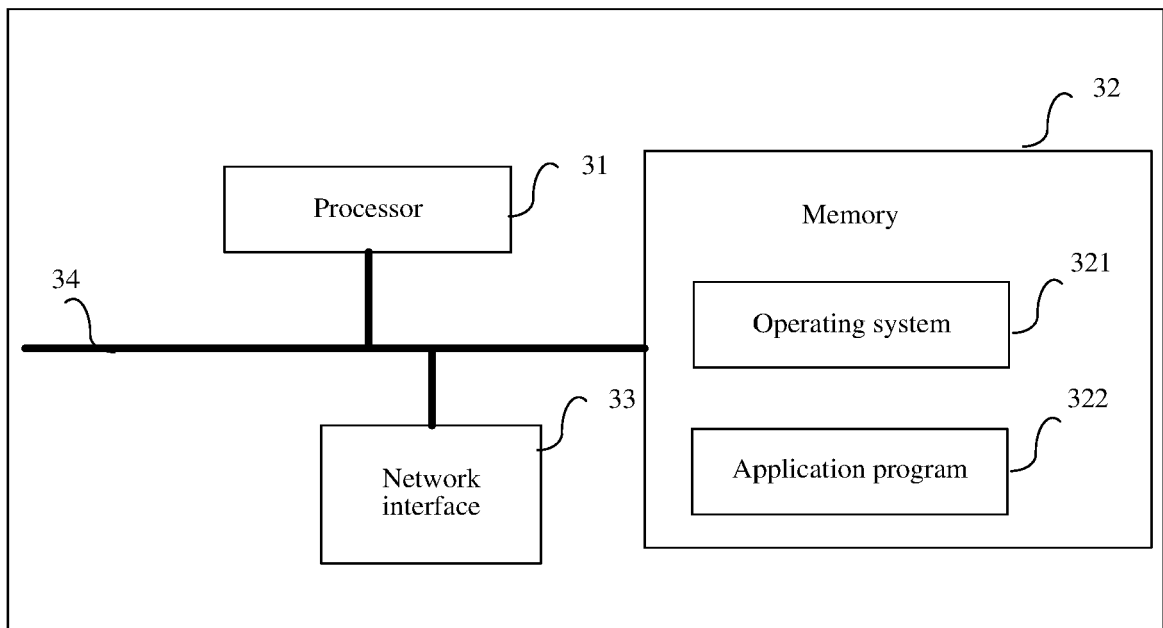 32
31
Processor
Memory
34
321
Operating system
33
322
Network
interface
Application program